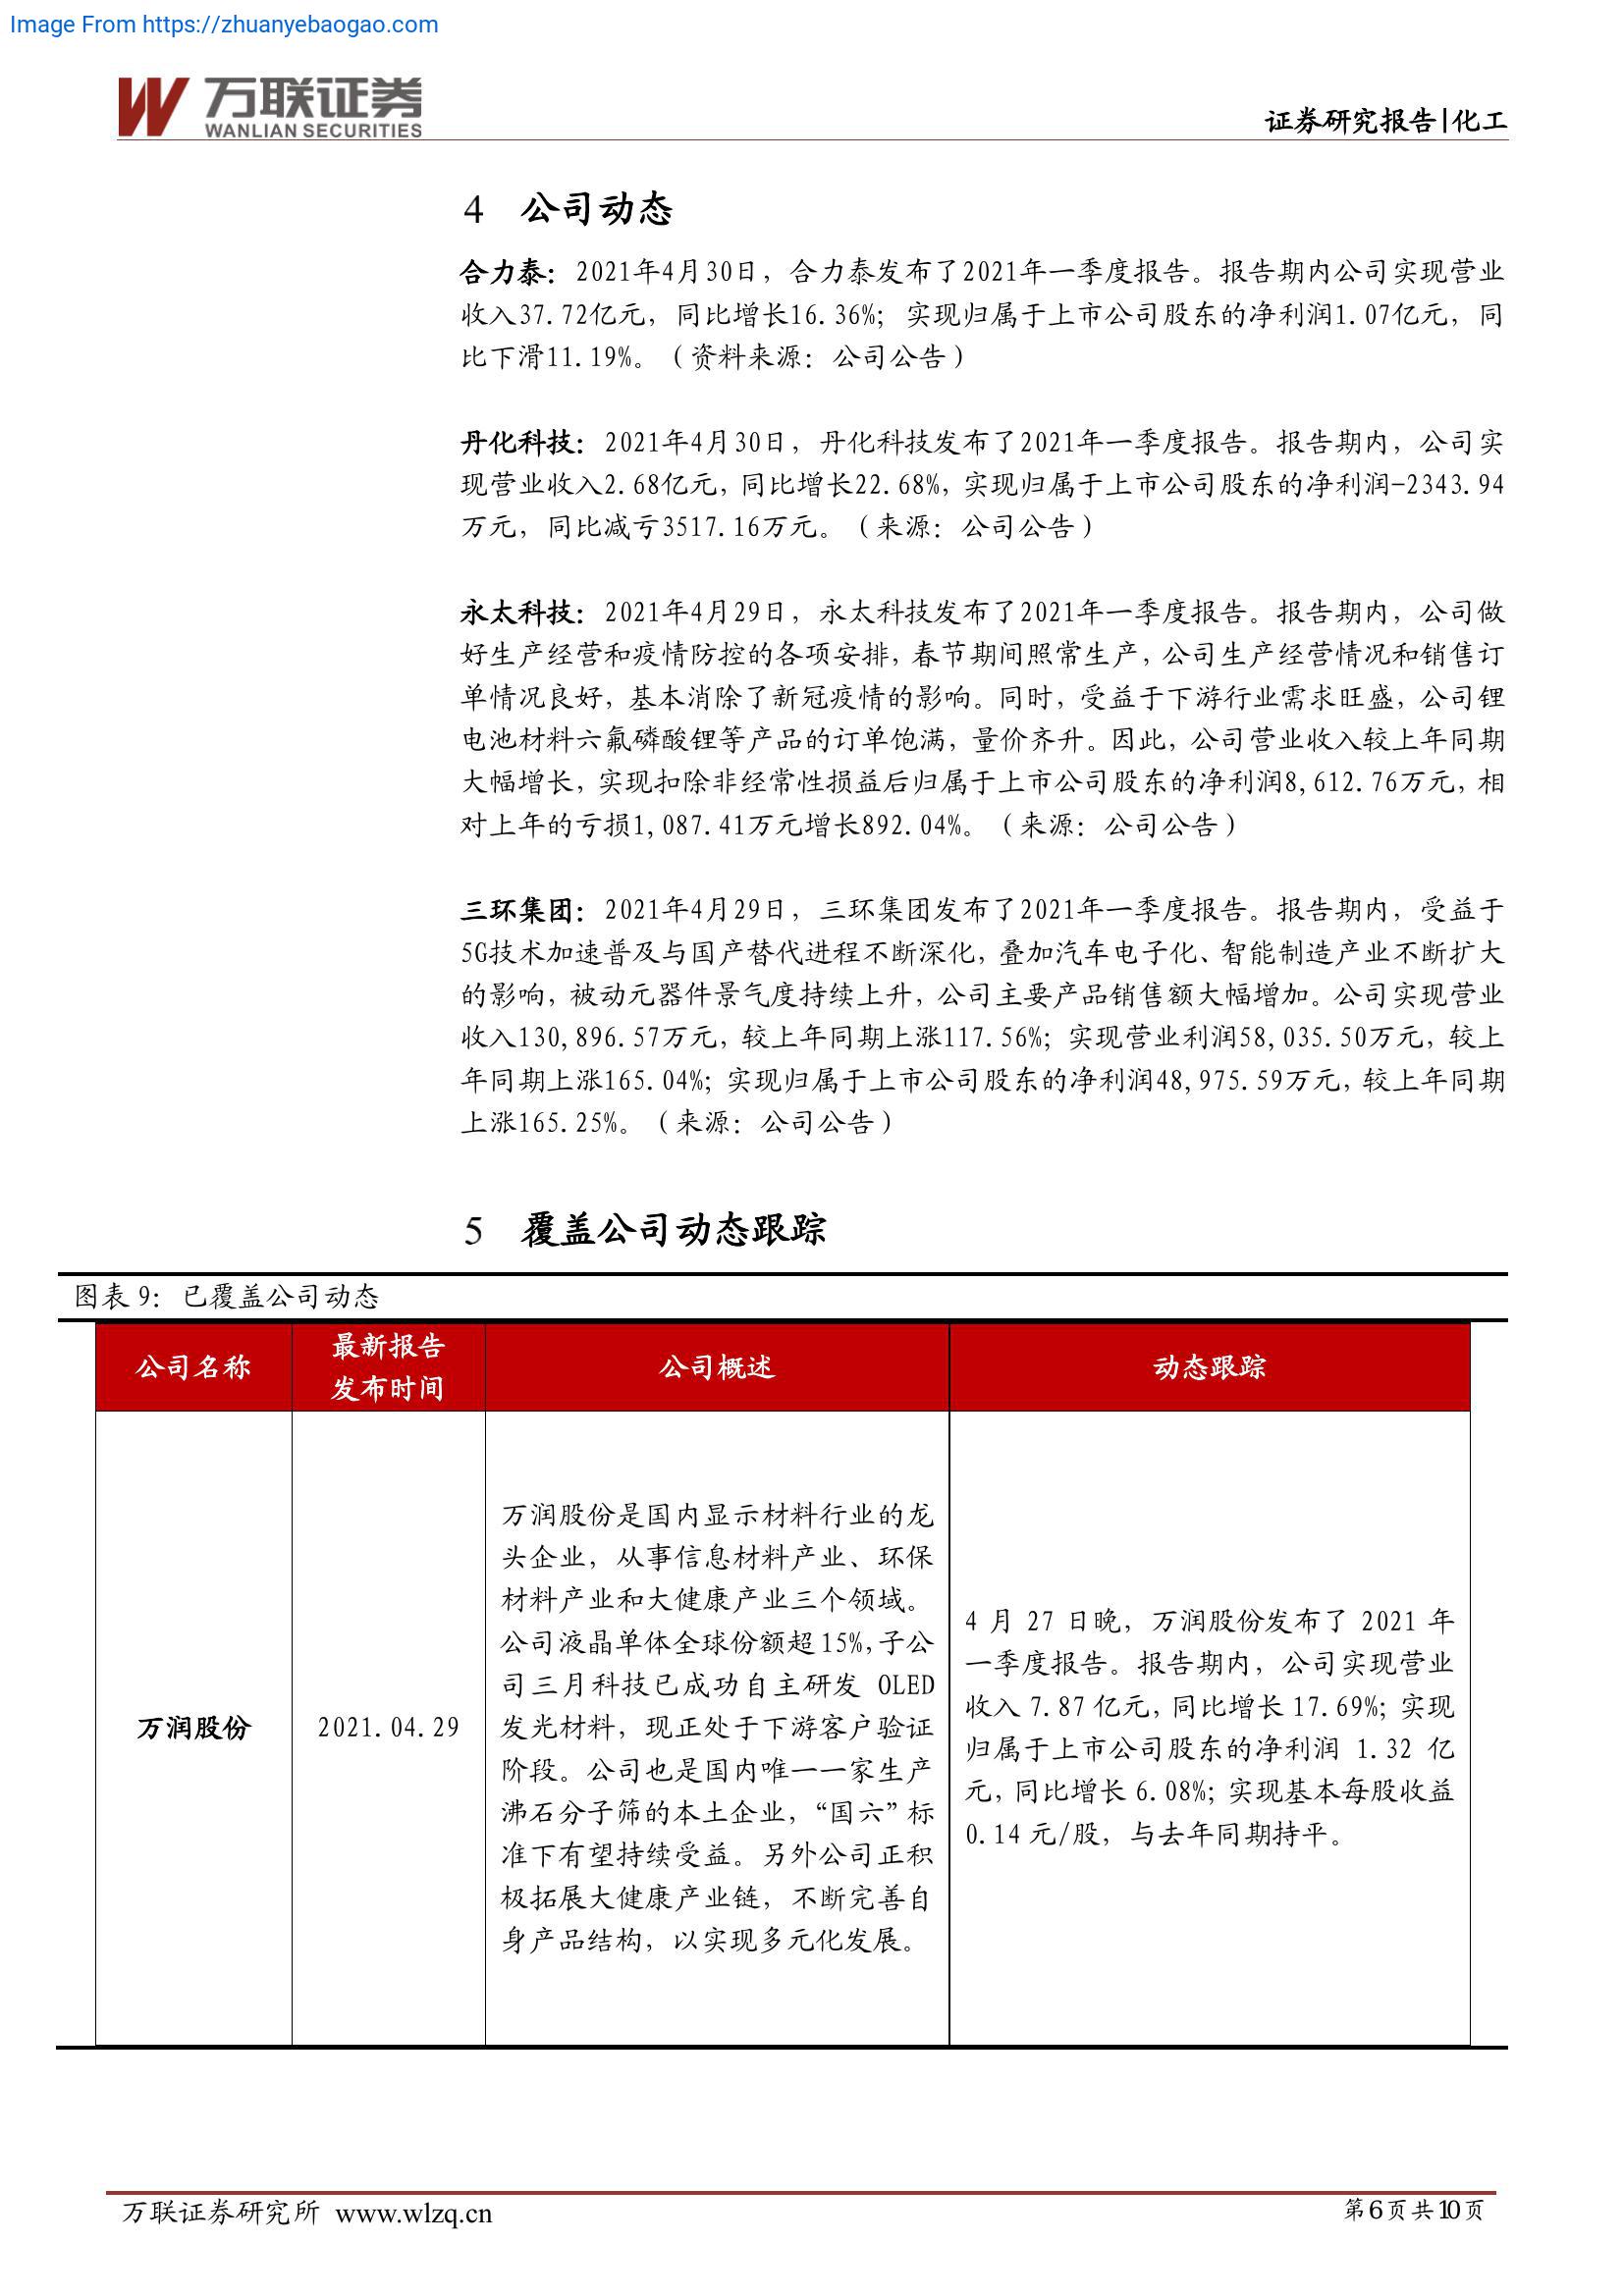 Image From https://zhuanyebaogao.com
万联证券
WANLIAN SECURITIES
证券研究报告|化工
4 公司动态
合力泰：2021年4月30日，合力泰发布了2021年一季度报告。报告期内公司实现营业
收入37.72亿元，同比增长16.36%；实现归属于上市公司股东的净利润1.07亿元，同
比下滑11.19%。（资料来源：公司公告）
丹化科技：2021年4月30日，丹化科技发布了2021年一季度报告。报告期内，公司实
现营业收入2.68亿元，同比增长22.68%，实现归属于上市公司股东的净利润-2343.94
万元，同比减亏3517.16万元。（来源：公司公告）
永太科技：2021年4月29日，永太科技发布了2021年一季度报告。报告期内，公司做
好生产经营和疫情防控的各项安排，春节期间照常生产，公司生产经营情况和销售订
单情况良好，基本消除了新冠疫情的影响。同时，受益于下游行业需求旺盛，公司锂
电池材料六氟磷酸锂等产品的订单饱满，量价齐升。因此，公司营业收入较上年同期
大幅增长，实现扣除非经常性损益后归属于上市公司股东的净利润8,612.76万元，相
对上年的亏损1,087.41万元增长892.04%。（来源：公司公告）
三环集团：2021年4月29日，三环集团发布了2021年一季度报告。报告期内，受益于
5G技术加速普及与国产替代进程不断深化，叠加汽车电子化、智能制造产业不断扩大
的影响，被动元器件景气度持续上升，公司主要产品销售额大幅增加。公司实现营业
收入130,896.57万元，较上年同期上涨117.56%；实现营业利润58,035.50万元，较上
年同期上涨165.04%；实现归属于上市公司股东的净利润48,975.59万元，较上年同期
上涨165.25%。（来源：公司公告）
5 覆盖公司动态跟踪
图表 9：已覆盖公司动态
公司名称
最新报告
发布时间
公司概述
动态跟踪
万润股份
2021.04.29
万润股份是国内显示材料行业的龙
头企业，从事信息材料产业、环保
材料产业和大健康产业三个领域。
公司液晶单体全球份额超 15%，子公
司三月科技已成功自主研发 OLED
发光材料，现正处于下游客户验证
阶段。公司也是国内唯一一家生产
沸石分子筛的本土企业，“国六”标
准下有望持续受益。另外公司正积
极拓展大健康产业链，不断完善自
身产品结构，以实现多元化发展。
4 月 27 日晚，万润股份发布了 2021 年
一季度报告。报告期内，公司实现营业
收入 7.87 亿元，同比增长 17.69%；实现
归属于上市公司股东的净利润 1.32 亿
元，同比增长 6.08%；实现基本每股收益
0.14 元/股，与去年同期持平。
万联证券研究所 www.wlzq.cn
第6页共10页